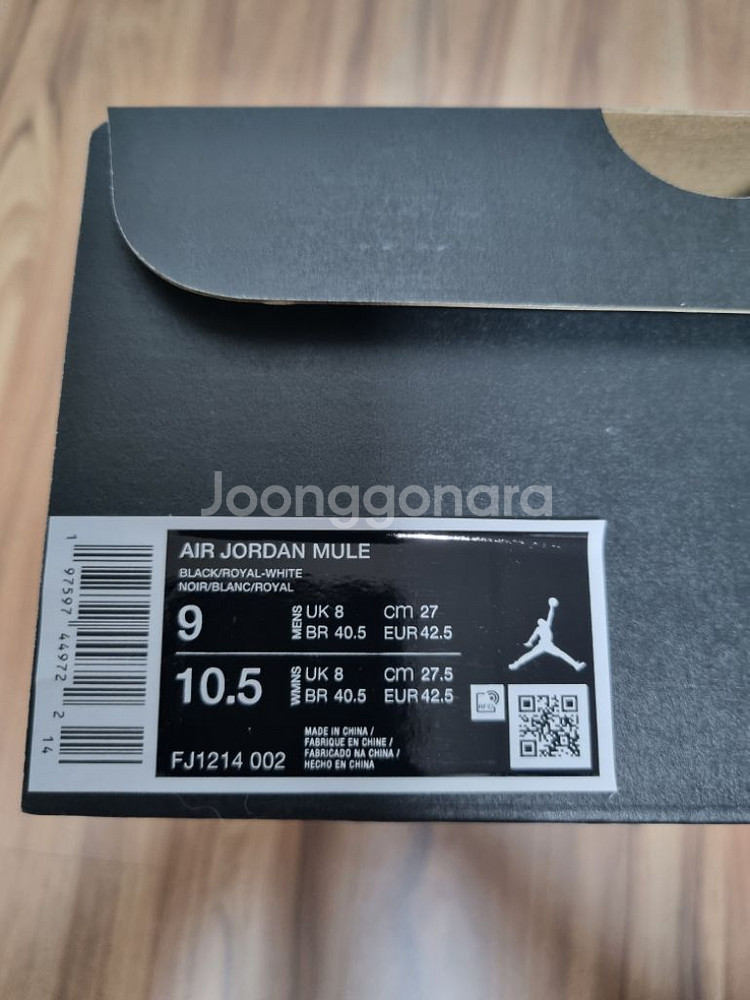 Joonggonara
AIR JORDAN MULE
BLACK/ROYAL-WHITE
NOIR/BLANC/ROYAL
9 MENS UK 8 cm 27
BR 40.5 EUR 42.5
10.5 WMNS UK 8 cm 27.5
BR 40.5 EUR 42.5
RFID
FJ1214 002
MADE IN CHINA /
FABRIQUE EN CHINE /
FABRICADO NA CHINA /
HECHO EN CHINA
1 97597 44972 2 14